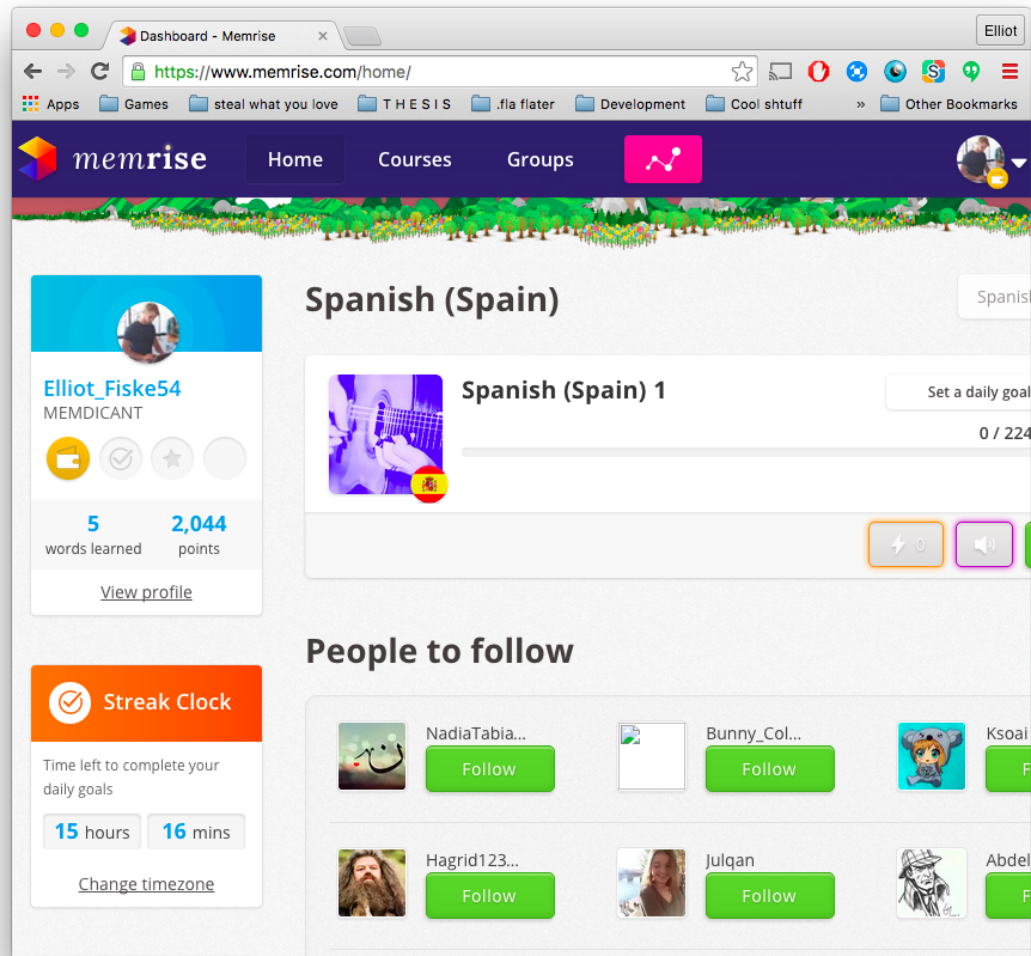 Dashboard - Memrise
Elliot
https://www.memrise.com/home/
Apps Games steal what you love T H E S I S .fla flater Development Cool shtuff » Other Bookmarks
memrise Home Courses Groups
Spanish (Spain)
Spanish
Elliot_Fiske54
MEMDICANT
5 2,044
words learned points
View profile
Spanish (Spain) 1
Set a daily goal
0 / 224
0
People to follow
Streak Clock
Time left to complete your
daily goals
15 hours 16 mins
Change timezone
NadiaTabia... Bunny_Col... Ksoai
Follow Follow F
Hagrid123... Julqan Abdel
Follow Follow F